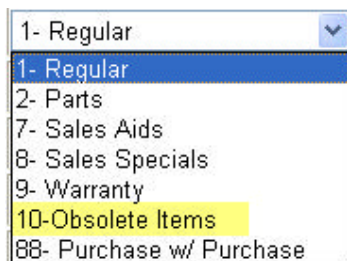 1- Regular
1- Regular
2- Parts
7- Sales Aids
8- Sales Specials
9- Warranty
10-Obsolete Items
88- Purchase w/ Purchase